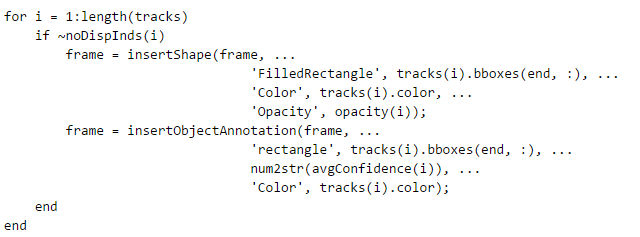 for i = 1:length(tracks)
    if ~noDispInds(i)
        frame = insertShape(frame, ...
                                'FilledRectangle', tracks(i).bboxes(end, :), ...
                                'Color', tracks(i).color, ...
                                'Opacity', opacity(i));
        frame = insertObjectAnnotation(frame, ...
                                'rectangle', tracks(i).bboxes(end, :), ...
                                num2str(avgConfidence(i)), ...
                                'Color', tracks(i).color);
    end
end